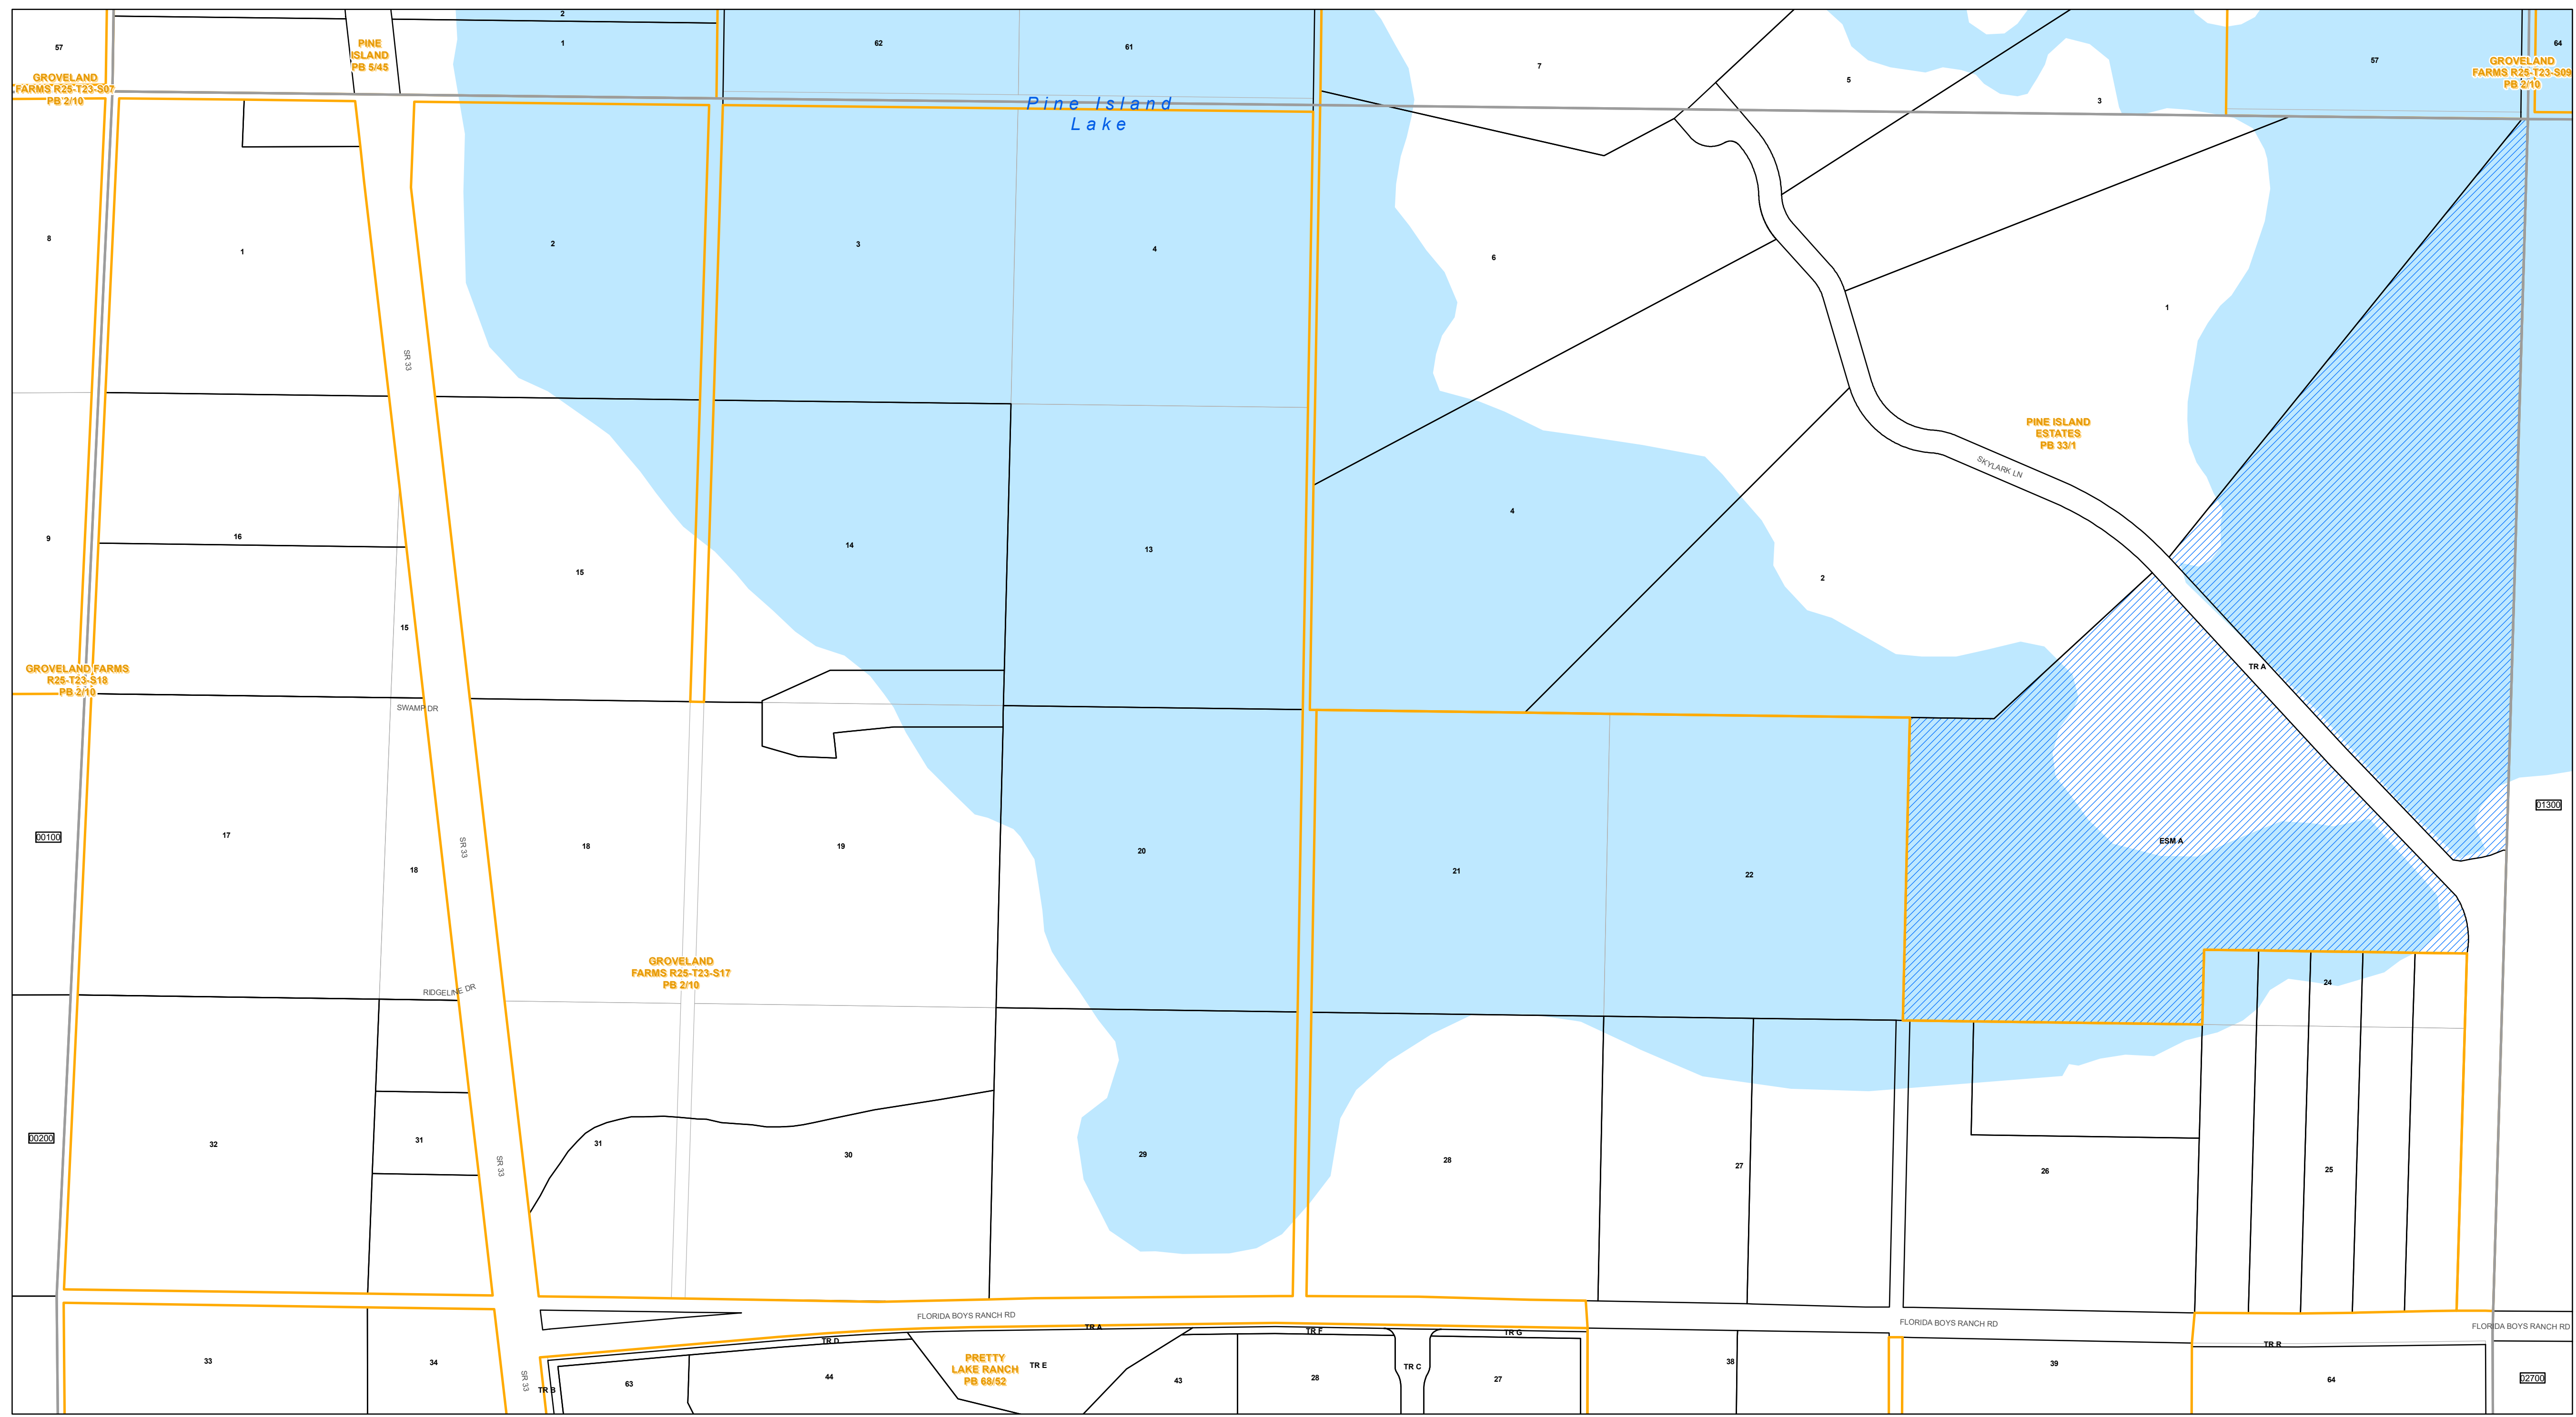 2
57
PINE
ISLAND
PB 5/45
1
62
61
7
5
3
57
64
GROVELAND
FARMS R25-T23-S07
PB 2/10
GROVELAND
FARMS R25-T23-S09
PB 2/10
Pine Island
Lake
8
1
2
3
4
6
1
SR 33
PINE ISLAND
ESTATES
PB 33/1
SKYLARK LN
9
16
15
14
13
4
2
15
TR A
GROVELAND FARMS
R25-T23-S18
PB 2/10
SWAMP DR
00100
17
18
SR 33
18
19
20
21
22
ESM A
01300
GROVELAND
FARMS R25-T23-S17
PB 2/10
RIDGELINE DR
24
00200
32
31
SR 33
31
30
29
28
27
26
25
FLORIDA BOYS RANCH RD
FLORIDA BOYS RANCH RD
FLORIDA BOYS RANCH RD
TR A
TR D
TR F
TR G
TR R
33
34
SR 33
TR B
63
44
PRETTY
LAKE RANCH
PB 68/52
TR E
43
28
TR C
27
38
39
64
02700